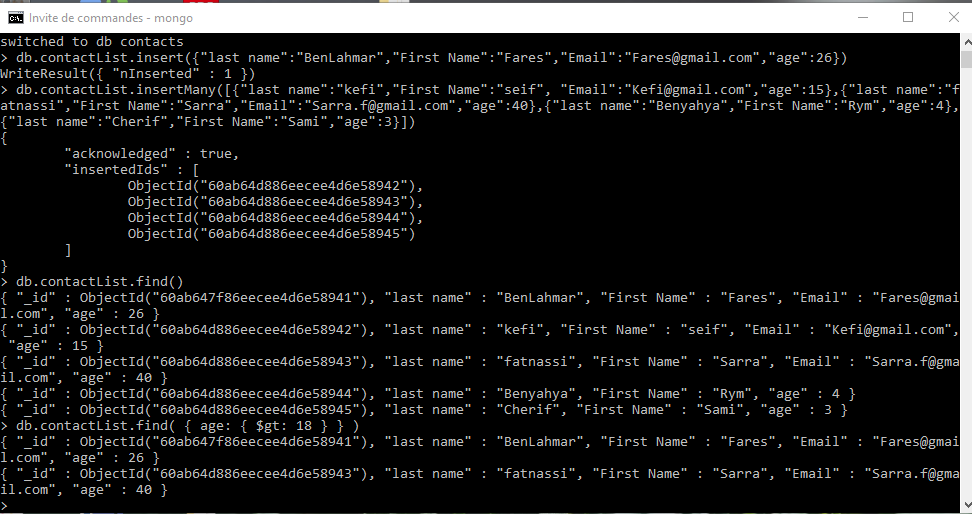 Invite de commandes - mongo
switched to db contacts
> db.contactList.insert({"last name":"BenLahmar","First Name":"Fares","Email":"Fares@gmail.com","age":26})
WriteResult({ "nInserted" : 1 })
> db.contactList.insertMany([{"last name":"kefi","First Name":"seif", "Email":"Kefi@gmail.com","age":15},{"last name":"f
atnassi","First Name":"Sarra","Email":"Sarra.f@gmail.com","age":40},{"last name":"Benyahya","First Name":"Rym","age":4},
{"last name":"Cherif","First Name":"Sami","age":3}])
{
        "acknowledged" : true,
        "insertedIds" : [
                ObjectId("60ab64d886eecee4d6e58942"),
                ObjectId("60ab64d886eecee4d6e58943"),
                ObjectId("60ab64d886eecee4d6e58944"),
                ObjectId("60ab64d886eecee4d6e58945")
        ]
}
> db.contactList.find()
{ "_id" : ObjectId("60ab647f86eecee4d6e58941"), "last name" : "BenLahmar", "First Name" : "Fares", "Email" : "Fares@gmai
l.com", "age" : 26 }
{ "_id" : ObjectId("60ab64d886eecee4d6e58942"), "last name" : "kefi", "First Name" : "seif", "Email" : "Kefi@gmail.com",
 "age" : 15 }
{ "_id" : ObjectId("60ab64d886eecee4d6e58943"), "last name" : "fatnassi", "First Name" : "Sarra", "Email" : "Sarra.f@gma
il.com", "age" : 40 }
{ "_id" : ObjectId("60ab64d886eecee4d6e58944"), "last name" : "Benyahya", "First Name" : "Rym", "age" : 4 }
{ "_id" : ObjectId("60ab64d886eecee4d6e58945"), "last name" : "Cherif", "First Name" : "Sami", "age" : 3 }
> db.contactList.find( { age: { $gt: 18 } } )
{ "_id" : ObjectId("60ab647f86eecee4d6e58941"), "last name" : "BenLahmar", "First Name" : "Fares", "Email" : "Fares@gmai
l.com", "age" : 26 }
{ "_id" : ObjectId("60ab64d886eecee4d6e58943"), "last name" : "fatnassi", "First Name" : "Sarra", "Email" : "Sarra.f@gma
il.com", "age" : 40 }
>